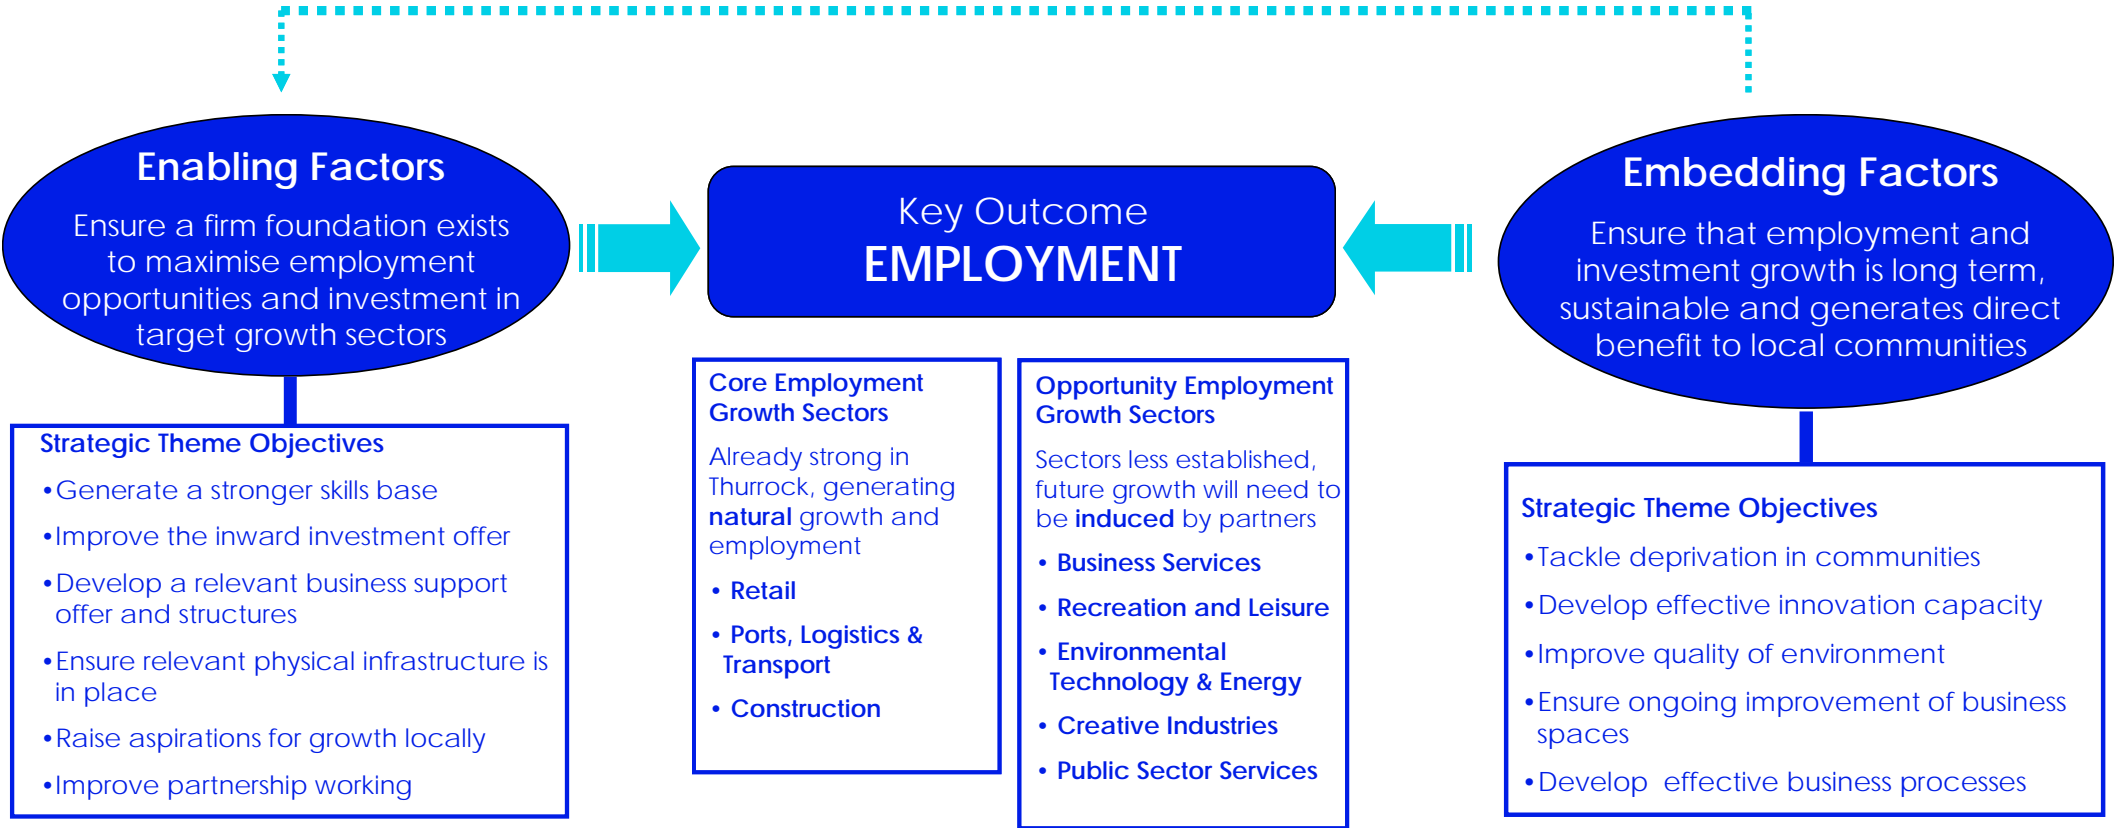 Enabling Factors
Ensure a firm foundation exists
to maximise employment
opportunities and investment in
target growth sectors
Strategic Theme Objectives
•Generate a stronger skills base
•Improve the inward investment offer
•Develop a relevant business support
offer and structures
•Ensure relevant physical infrastructure is
in place
•Raise aspirations for growth locally
•Improve partnership working
Key Outcome
EMPLOYMENT
Core Employment
Growth Sectors
Already strong in
Thurrock, generating
natural growth and
employment
• Retail
• Ports, Logistics &
Transport
• Construction
Opportunity Employment
Growth Sectors
Sectors less established,
future growth will need to
be induced by partners
• Business Services
• Recreation and Leisure
• Environmental
Technology & Energy
• Creative Industries
• Public Sector Services
Embedding Factors
Ensure that employment and
investment growth is long term,
sustainable and generates direct
benefit to local communities
Strategic Theme Objectives
•Tackle deprivation in communities
•Develop effective innovation capacity
•Improve quality of environment
•Ensure ongoing improvement of business
spaces
•Develop  effective business processes